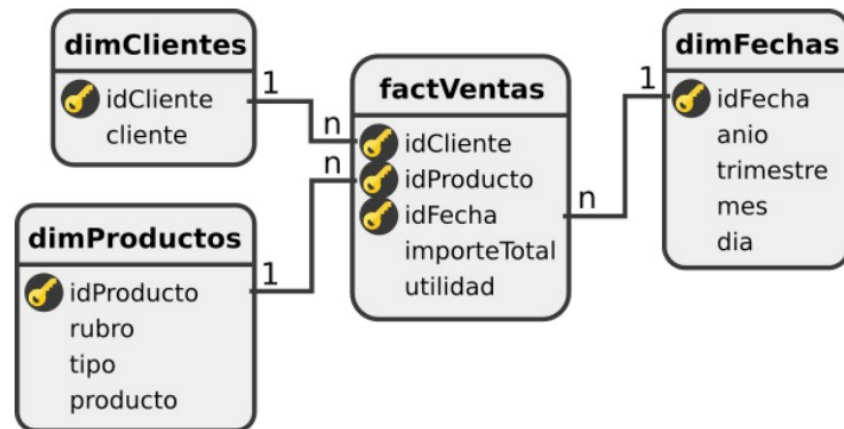 dimClientes
idCliente
cliente
1
n
dimProductos
idProducto
rubro
tipo
producto
1
n
factVentas
idCliente
idProducto
idFecha
importeTotal
utilidad
n
1
dimFechas
idFecha
anio
trimestre
mes
dia